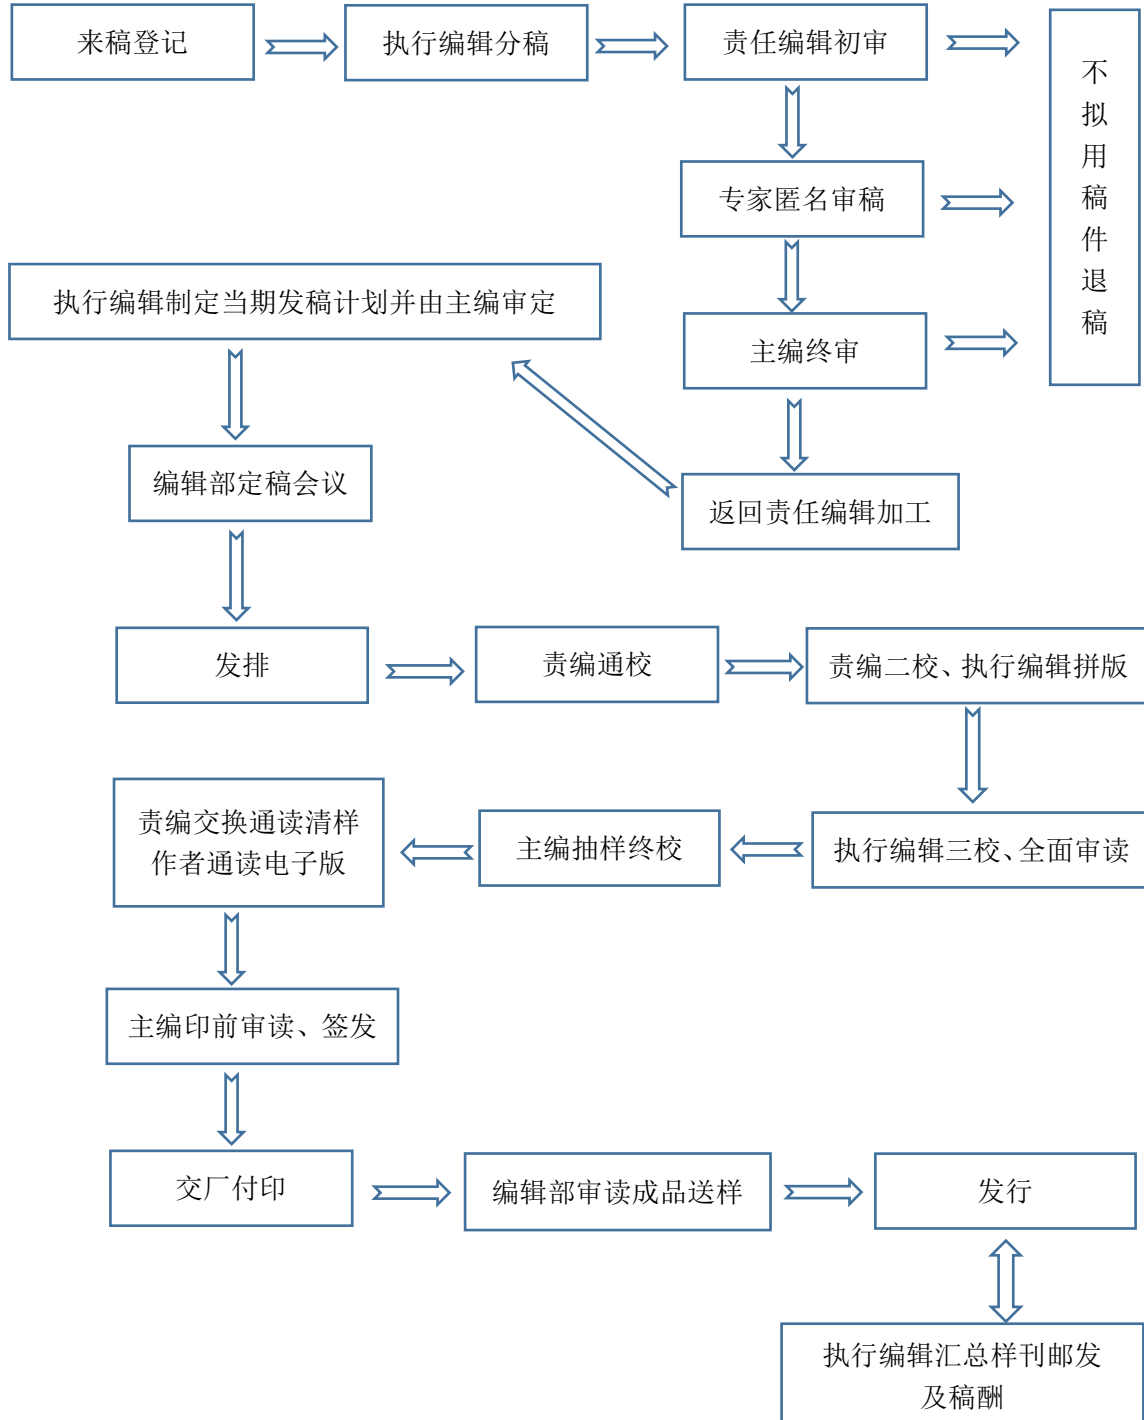 来稿登记
执行编辑分稿
责任编辑初审
不拟用稿件退稿
专家匿名审稿
主编终审
返回责任编辑加工
执行编辑制定当期发稿计划并由主编审定
编辑部定稿会议
发排
责编通校
责编二校、执行编辑拼版
执行编辑三校、全面审读
主编抽样终校
责编交换通读清样
作者通读电子版
主编印前审读、签发
交厂付印
编辑部审读成品送样
发行
执行编辑汇总样刊邮发
及稿酬